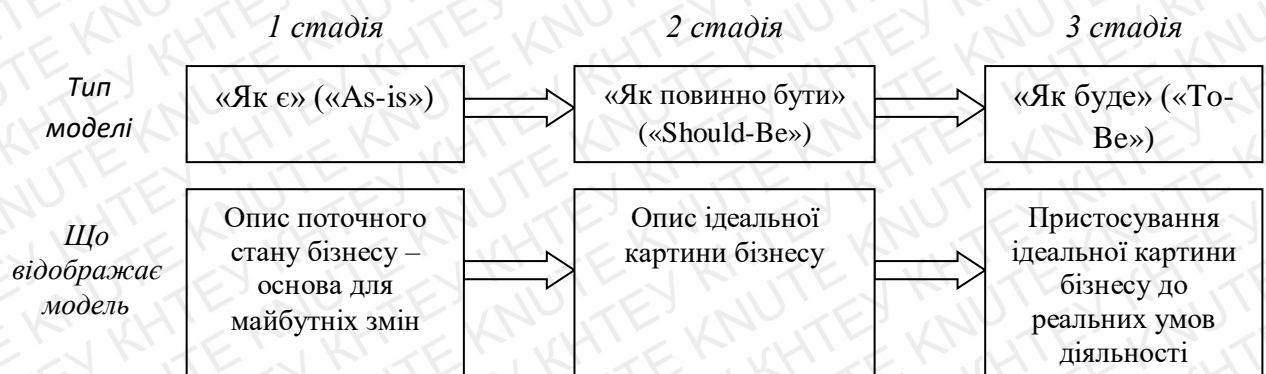 1 стадія
2 стадія
3 стадія
Тип
моделі
«Як є» («As-is»)
«Як повинно бути»
(«Should-Be»)
«Як буде» («To-
Be»)
Що
відображає
модель
Опис поточного
стану бізнесу –
основа для
майбутніх змін
Опис ідеальної
картини бізнесу
Пристосування
ідеальної картини
бізнесу до
реальних умов
діяльності